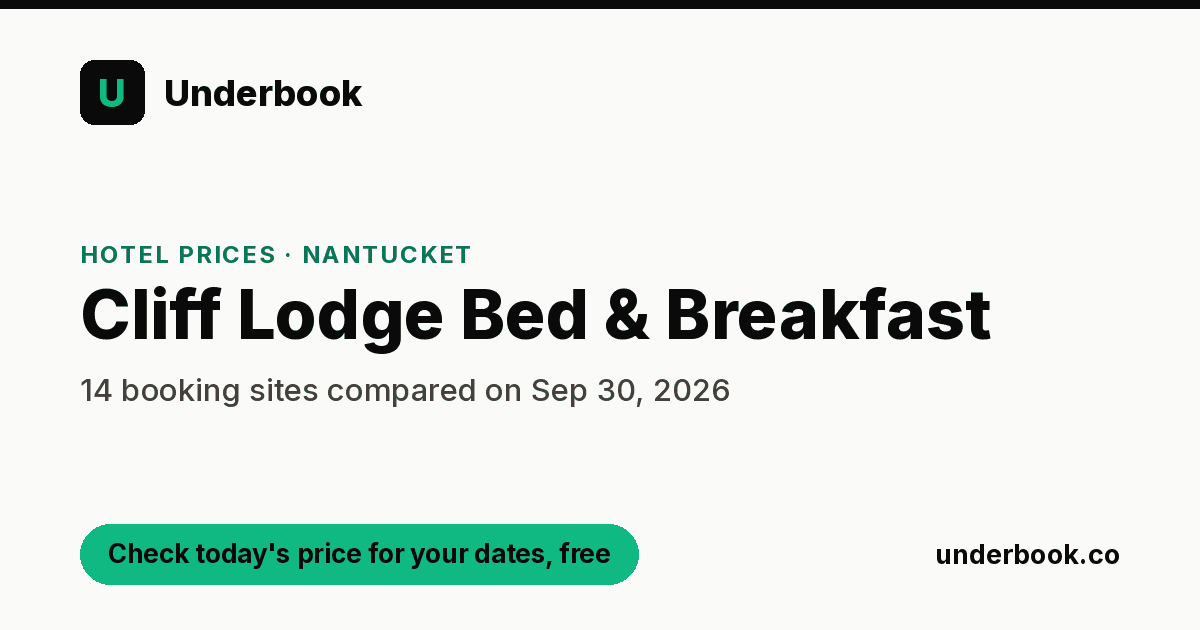 U Underbook
HOTEL PRICES · NANTUCKET
Cliff Lodge Bed & Breakfast
14 booking sites compared on Sep 30, 2026
Check today's price for your dates, free
underbook.co